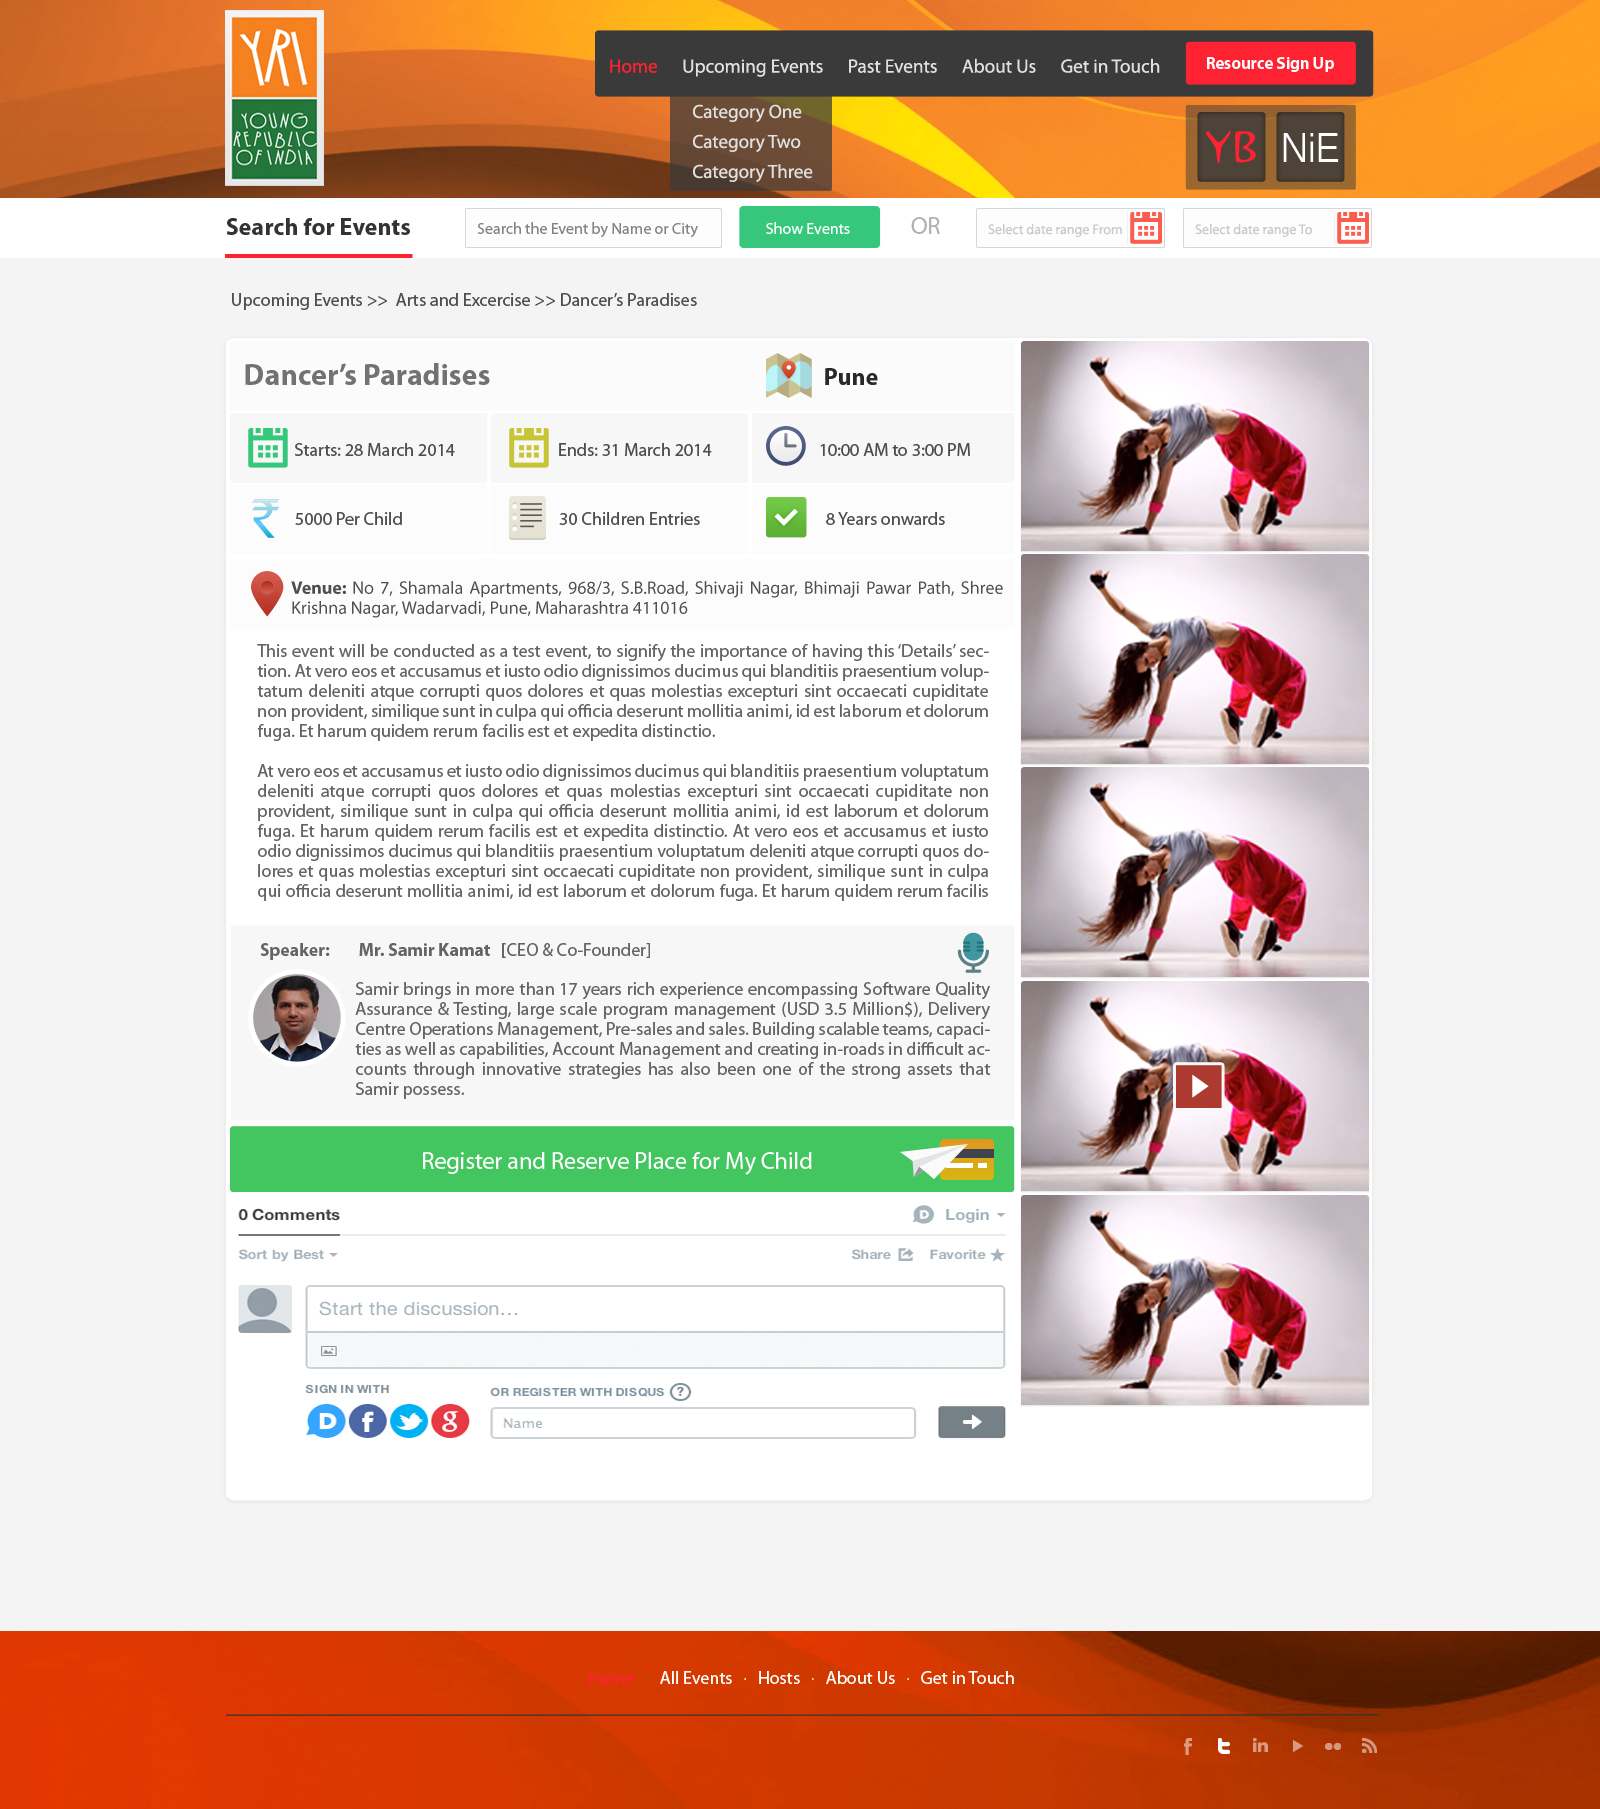 YRI
YOUNG
REPUBLIC
OF INDIA
Home Upcoming Events Past Events About Us Get in Touch Resource Sign Up
Category One
Category Two
Category Three
YB NiE
Search for Events Search the Event by Name or City Show Events OR Select date range From Select date range To
Upcoming Events >> Arts and Excercise >> Dancer's Paradises
Dancer's Paradises Pune
Starts: 28 March 2014 Ends: 31 March 2014 10:00 AM to 3:00 PM
5000 Per Child 30 Children Entries 8 Years onwards
Venue: No 7, Shamala Apartments, 968/3, S.B.Road, Shivaji Nagar, Bhimaji Pawar Path, Shree
Krishna Nagar, Wadarvadi, Pune, Maharashtra 411016
This event will be conducted as a test event, to signify the importance of having this 'Details' sec-
tion. At vero eos et accusamus et iusto odio dignissimos ducimus qui blanditiis praesentium volup-
tatum deleniti atque corrupti quos dolores et quas molestias excepturi sint occaecati cupiditate
non provident, similique sunt in culpa qui officia deserunt mollitia animi, id est laborum et dolorum
fuga. Et harum quidem rerum facilis est et expedita distinctio.
At vero eos et accusamus et iusto odio dignissimos ducimus qui blanditiis praesentium voluptatum
deleniti atque corrupti quos dolores et quas molestias excepturi sint occaecati cupiditate non
provident, similique sunt in culpa qui officia deserunt mollitia animi, id est laborum et dolorum
fuga. Et harum quidem rerum facilis est et expedita distinctio. At vero eos et accusamus et iusto
odio dignissimos ducimus qui blanditiis praesentium voluptatum deleniti atque corrupti quos do-
lores et quas molestias excepturi sint occaecati cupiditate non provident, similique sunt in culpa
qui officia deserunt mollitia animi, id est laborum et dolorum fuga. Et harum quidem rerum facilis
Speaker: Mr. Samir Kamat [CEO & Co-Founder]
Samir brings in more than 17 years rich experience encompassing Software Quality
Assurance & Testing, large scale program management (USD 3.5 Million$), Delivery
Centre Operations Management, Pre-sales and sales. Building scalable teams, capaci-
ties as well as capabilities, Account Management and creating in-roads in difficult ac-
counts through innovative strategies has also been one of the strong assets that
Samir possess.
Register and Reserve Place for My Child
0 Comments Login
Sort by Best Share Favorite
Start the discussion...
SIGN IN WITH
OR REGISTER WITH DISQUS ?
Name
Home All Events · Hosts · About Us · Get in Touch